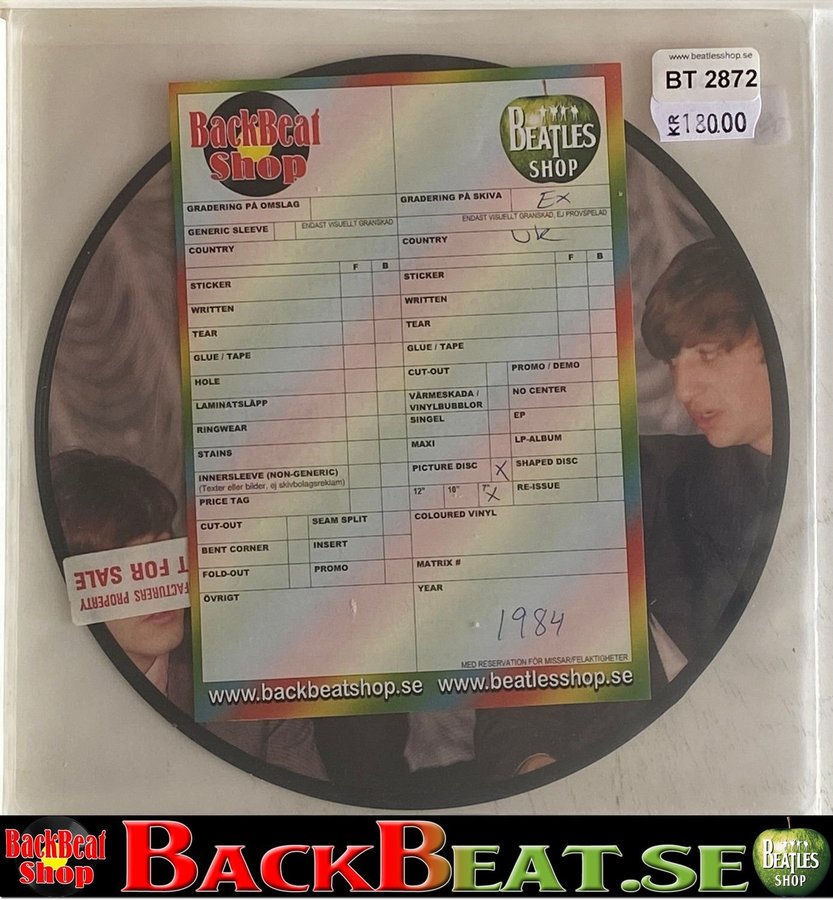 www.beatlesshop.se
BT 2872
KR 180.00
BackBeat
Shop
BEATLES
SHOP
GRADERING PÅ OMSLAG
GENERIC SLEEVE
ENDAST VISUELLT GRANSKAD
COUNTRY
F B
STICKER
WRITTEN
TEAR
GLUE / TAPE
HOLE
LAMINATSLÄPP
RINGWEAR
STAINS
INNERSLEEVE (NON-GENERIC)
(Texter eller bilder, ej skivbolagsreklam)
PRICE TAG
CUT-OUT SEAM SPLIT
BENT CORNER INSERT
FOLD-OUT PROMO
ÖVRIGT
GRADERING PÅ SKIVA EX
ENDAST VISUELLT GRANSKAD, EJ PROVSPELAD
COUNTRY UK
F B
STICKER
WRITTEN
TEAR
GLUE / TAPE
CUT-OUT PROMO / DEMO
VÄRMESKADA /
VINYLBUBBLOR
NO CENTER
SINGEL EP
MAXI LP-ALBUM
PICTURE DISC X SHAPED DISC
12" 10" 7" X RE-ISSUE
COLOURED VINYL
MATRIX #
YEAR
1984
MED RESERVATION FÖR MISSAR/FELAKTIGHETER
www.backbeatshop.se www.beatlesshop.se
FACTURERS PROPERTY
T FOR SALE
BackBeat
Shop
BACKBEAT.SE
BEATLES
SHOP